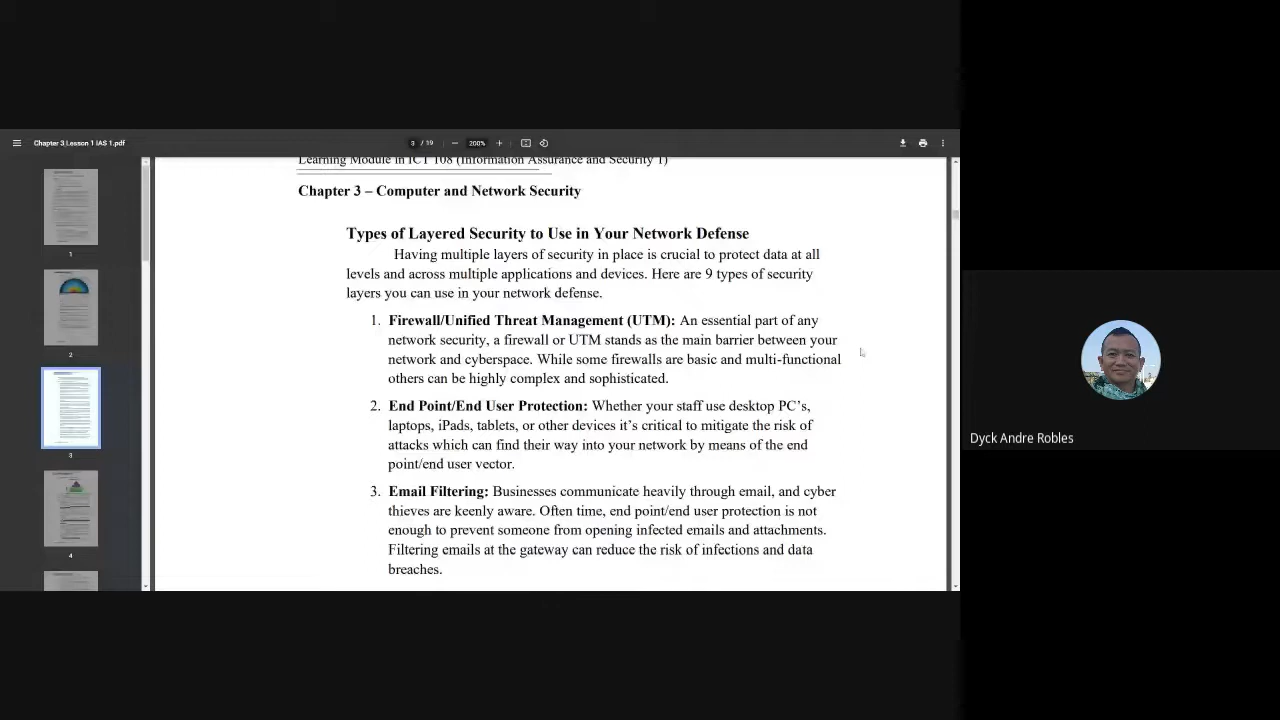 Chapter 3 Lesson 1 IAS 1.pdf
3 / 19
200%
Learning Module in ICT 108 (Information Assurance and Security 1)
Chapter 3 – Computer and Network Security
Types of Layered Security to Use in Your Network Defense
Having multiple layers of security in place is crucial to protect data at all
levels and across multiple applications and devices. Here are 9 types of security
layers you can use in your network defense.
1. Firewall/Unified Threat Management (UTM): An essential part of any
network security, a firewall or UTM stands as the main barrier between your
network and cyberspace. While some firewalls are basic and multi-functional
others can be highly complex and sophisticated.
2. End Point/End User Protection: Whether your staff use desktop PC’s,
laptops, iPads, tablets, or other devices it’s critical to mitigate the risk of
attacks which can find their way into your network by means of the end
point/end user vector.
3. Email Filtering: Businesses communicate heavily through email, and cyber
thieves are keenly aware. Often time, end point/end user protection is not
enough to prevent someone from opening infected emails and attachments.
Filtering emails at the gateway can reduce the risk of infections and data
breaches.
1
2
3
4
Dyck Andre Robles